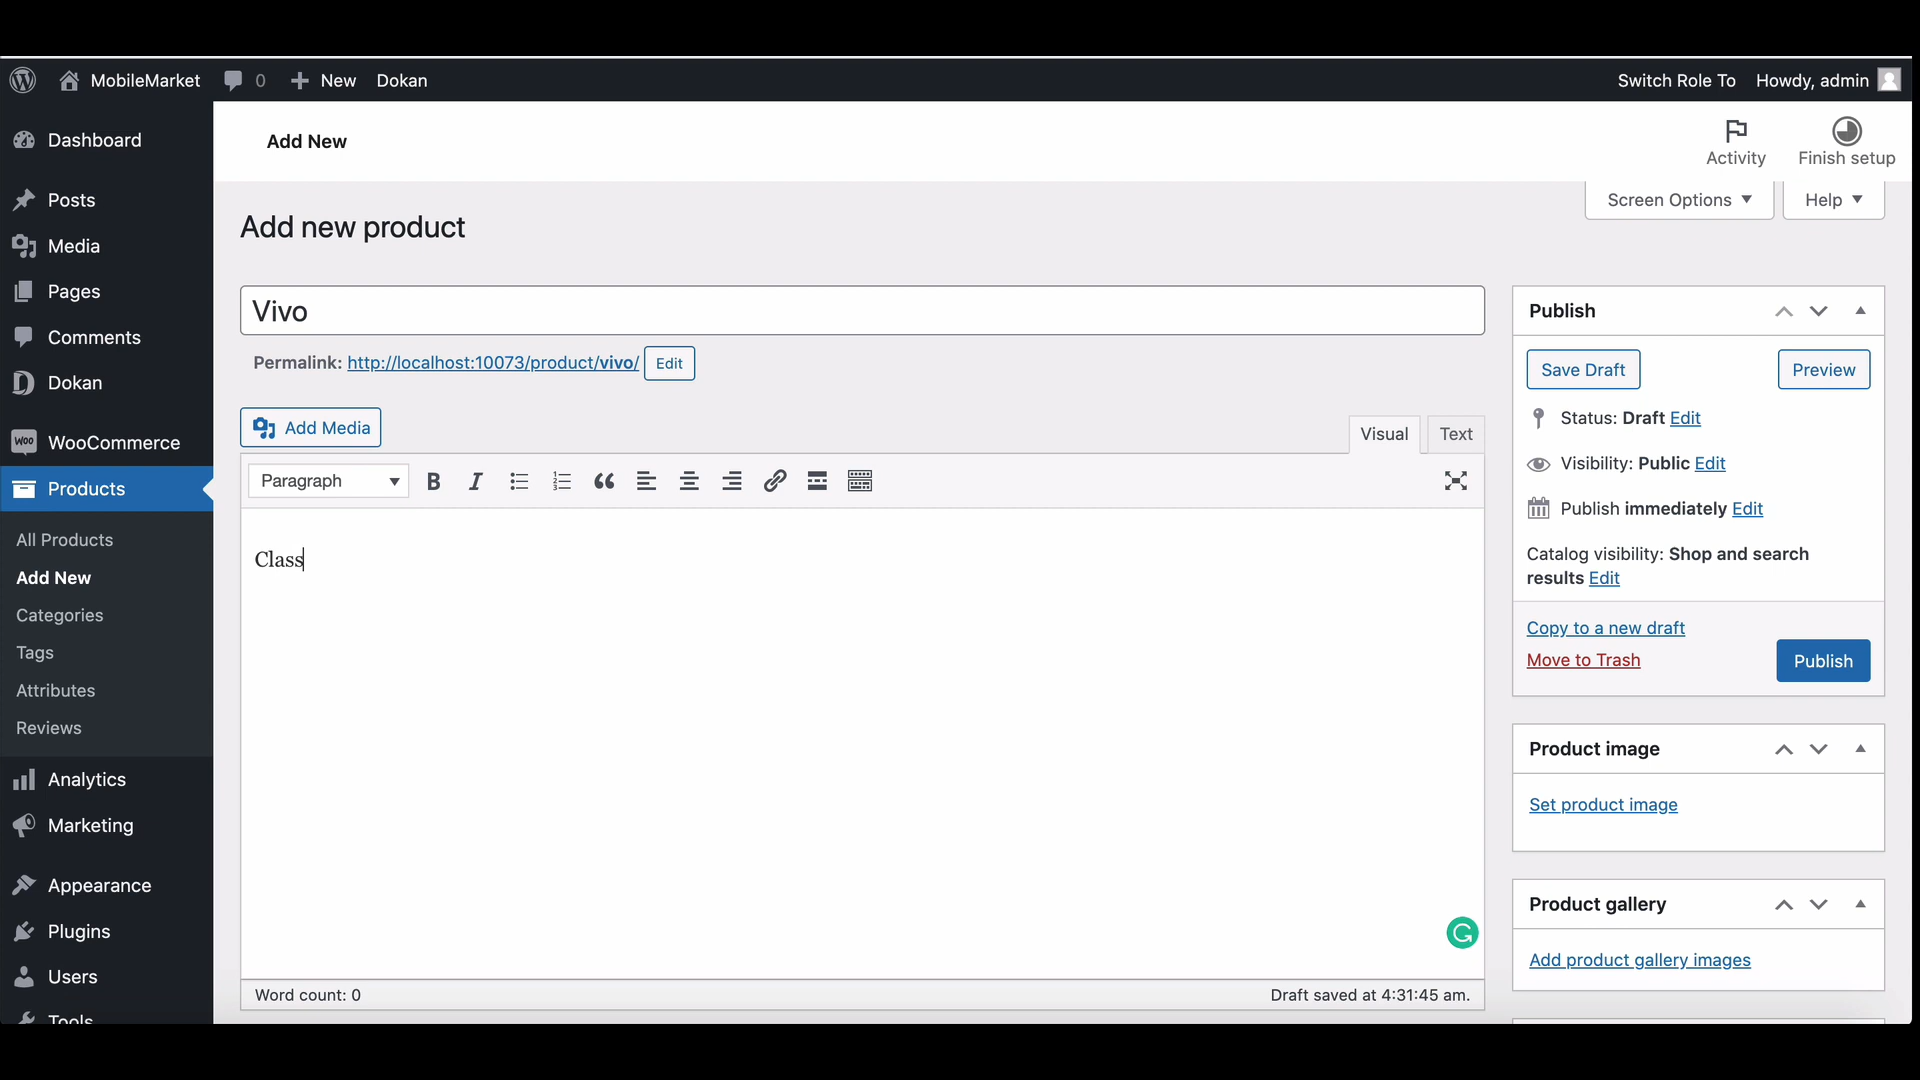 MobileMarket 0 New Dokan Switch Role To Howdy, admin
Add New
Activity
Finish setup
Screen Options
Help
Dashboard
Posts
Media
Pages
Comments
Dokan
WooCommerce
Products
All Products
Add New
Categories
Tags
Attributes
Reviews
Analytics
Marketing
Appearance
Plugins
Users
Tools
Add new product
Vivo
Permalink: http://localhost:10073/product/vivo/ Edit
Add Media
Visual Text
Paragraph
Class
Word count: 0 Draft saved at 4:31:45 am.
Publish
Save Draft Preview
Status: Draft Edit
Visibility: Public Edit
Publish immediately Edit
Catalog visibility: Shop and search
results Edit
Copy to a new draft
Move to Trash
Publish
Product image
Set product image
Product gallery
Add product gallery images